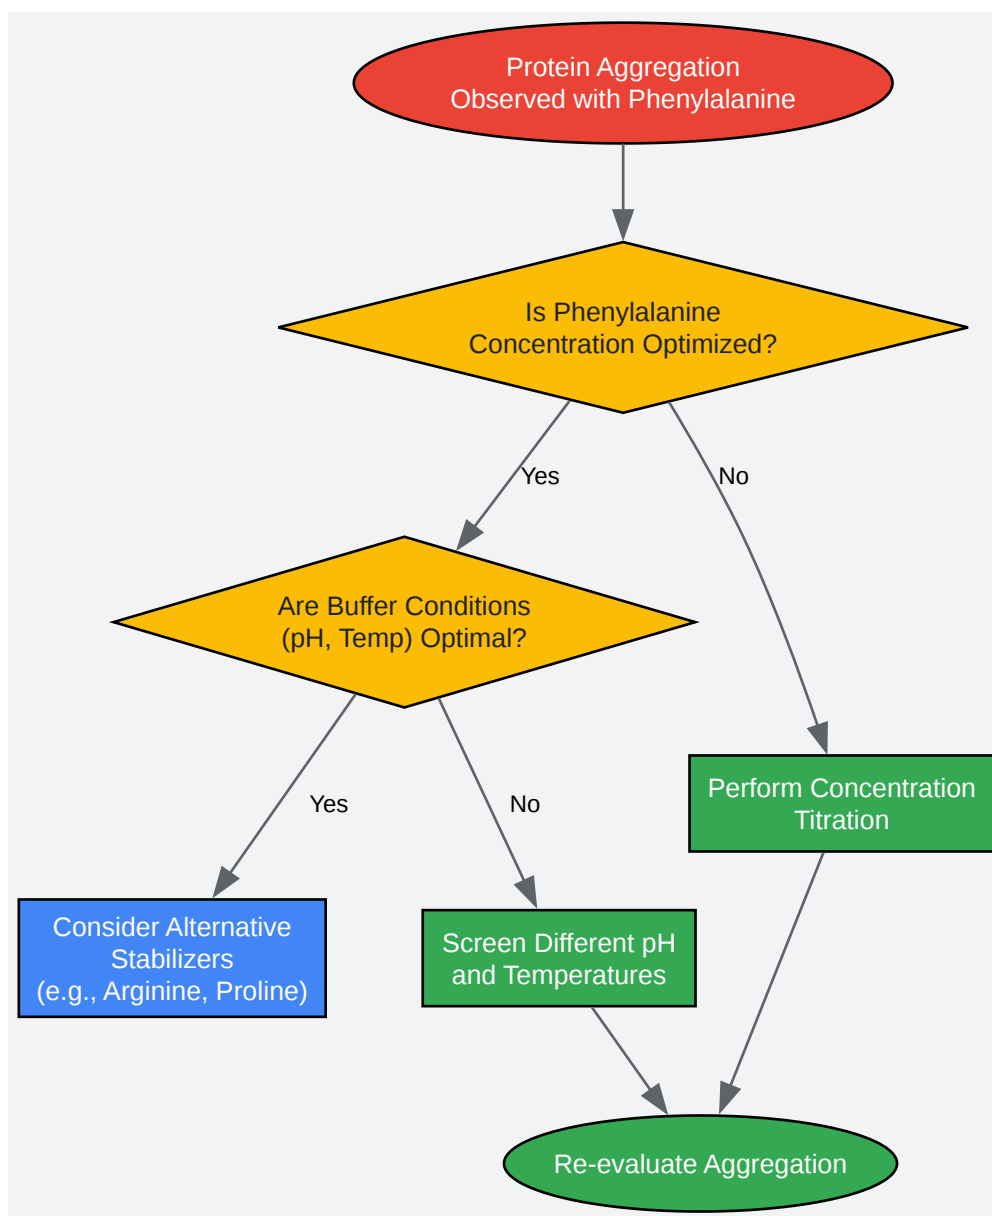 Protein Aggregation
Observed with Phenylalanine
Is Phenylalanine
Concentration Optimized?
Yes
No
Are Buffer Conditions
(pH, Temp) Optimal?
Yes
No
Perform Concentration
Titration
Consider Alternative
Stabilizers
(e.g., Arginine, Proline)
Screen Different pH
and Temperatures
Re-evaluate Aggregation